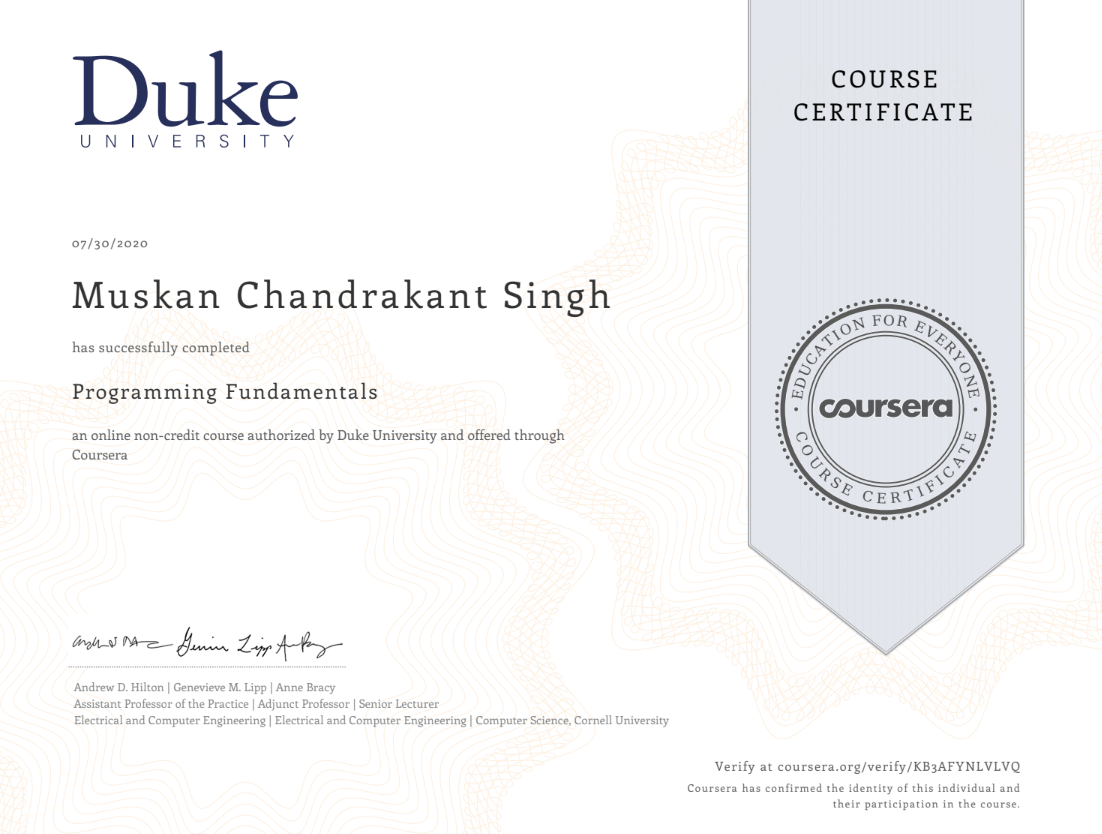 Duke
UNIVERSITY
COURSE
CERTIFICATE
07/30/2020
Muskan Chandrakant Singh
has successfully completed
Programming Fundamentals
an online non-credit course authorized by Duke University and offered through
Coursera
EDUCATION FOR EVERYONE
coursera
COURSE CERTIFICATE
Andrew D. Hilton | Genevieve M. Lipp | Anne Bracy
Assistant Professor of the Practice | Adjunct Professor | Senior Lecturer
Electrical and Computer Engineering | Electrical and Computer Engineering | Computer Science, Cornell University
Verify at coursera.org/verify/KB3AFYNLVLVQ
Coursera has confirmed the identity of this individual and
their participation in the course.